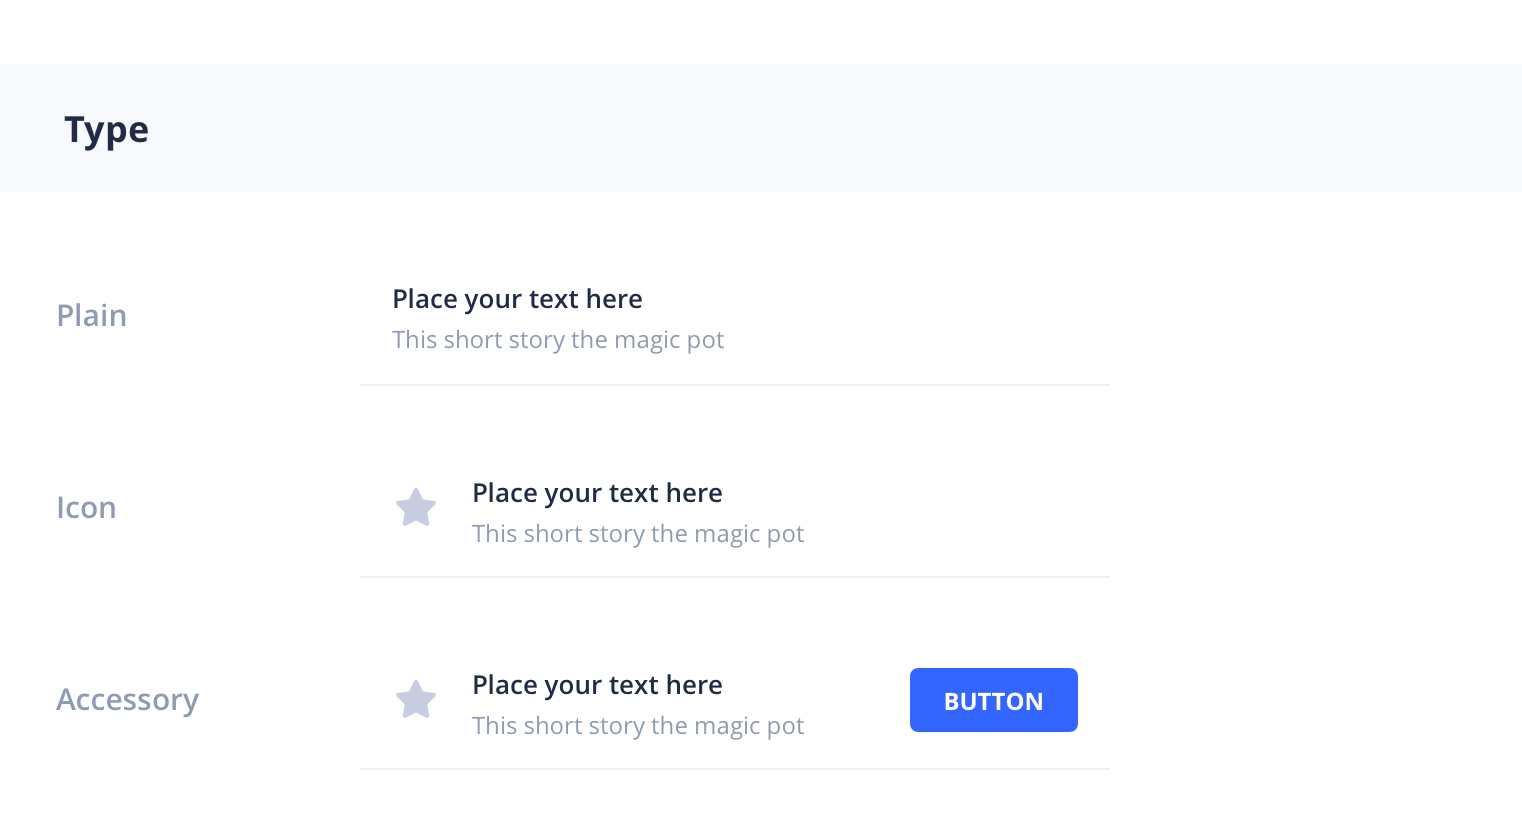 Type
Plain
Place your text here
This short story the magic pot
Icon
Place your text here
This short story the magic pot
Accessory
Place your text here
This short story the magic pot
BUTTON